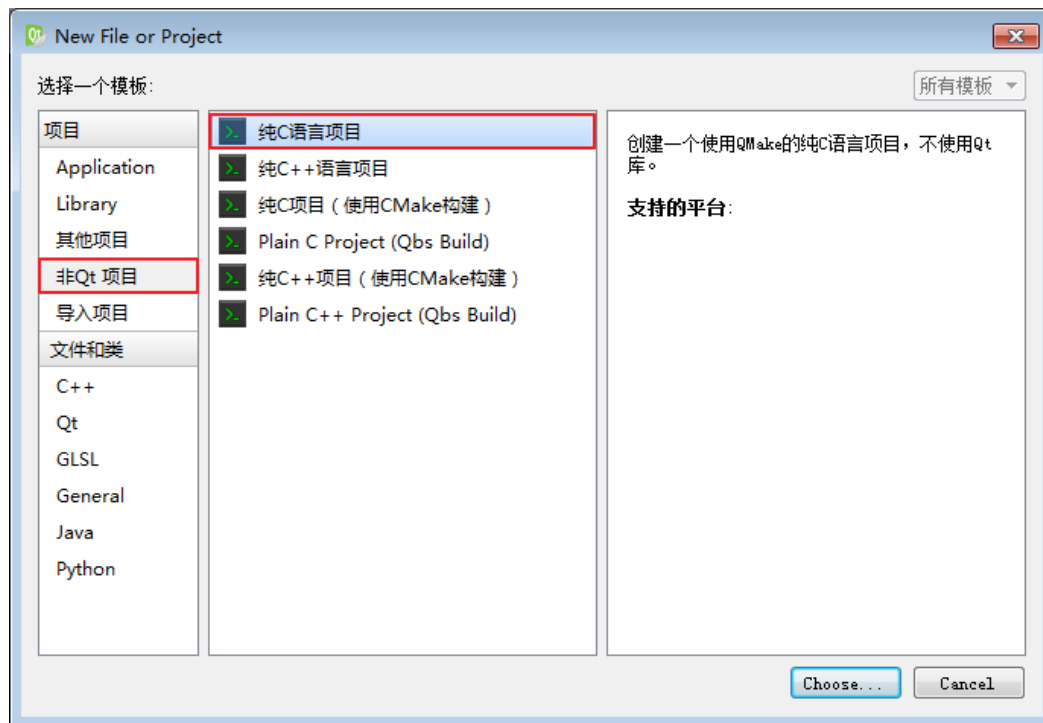 New File or Project
选择一个模板:
所有模板
项目
Application
Library
其他项目
非Qt 项目
导入项目
文件和类
C++
Qt
GLSL
General
Java
Python
纯C语言项目
纯C++语言项目
纯C项目（使用CMake构建）
Plain C Project (Qbs Build)
纯C++项目（使用CMake构建）
Plain C++ Project (Qbs Build)
创建一个使用QMake的纯C语言项目，不使用Qt
库。
支持的平台:
Choose...
Cancel